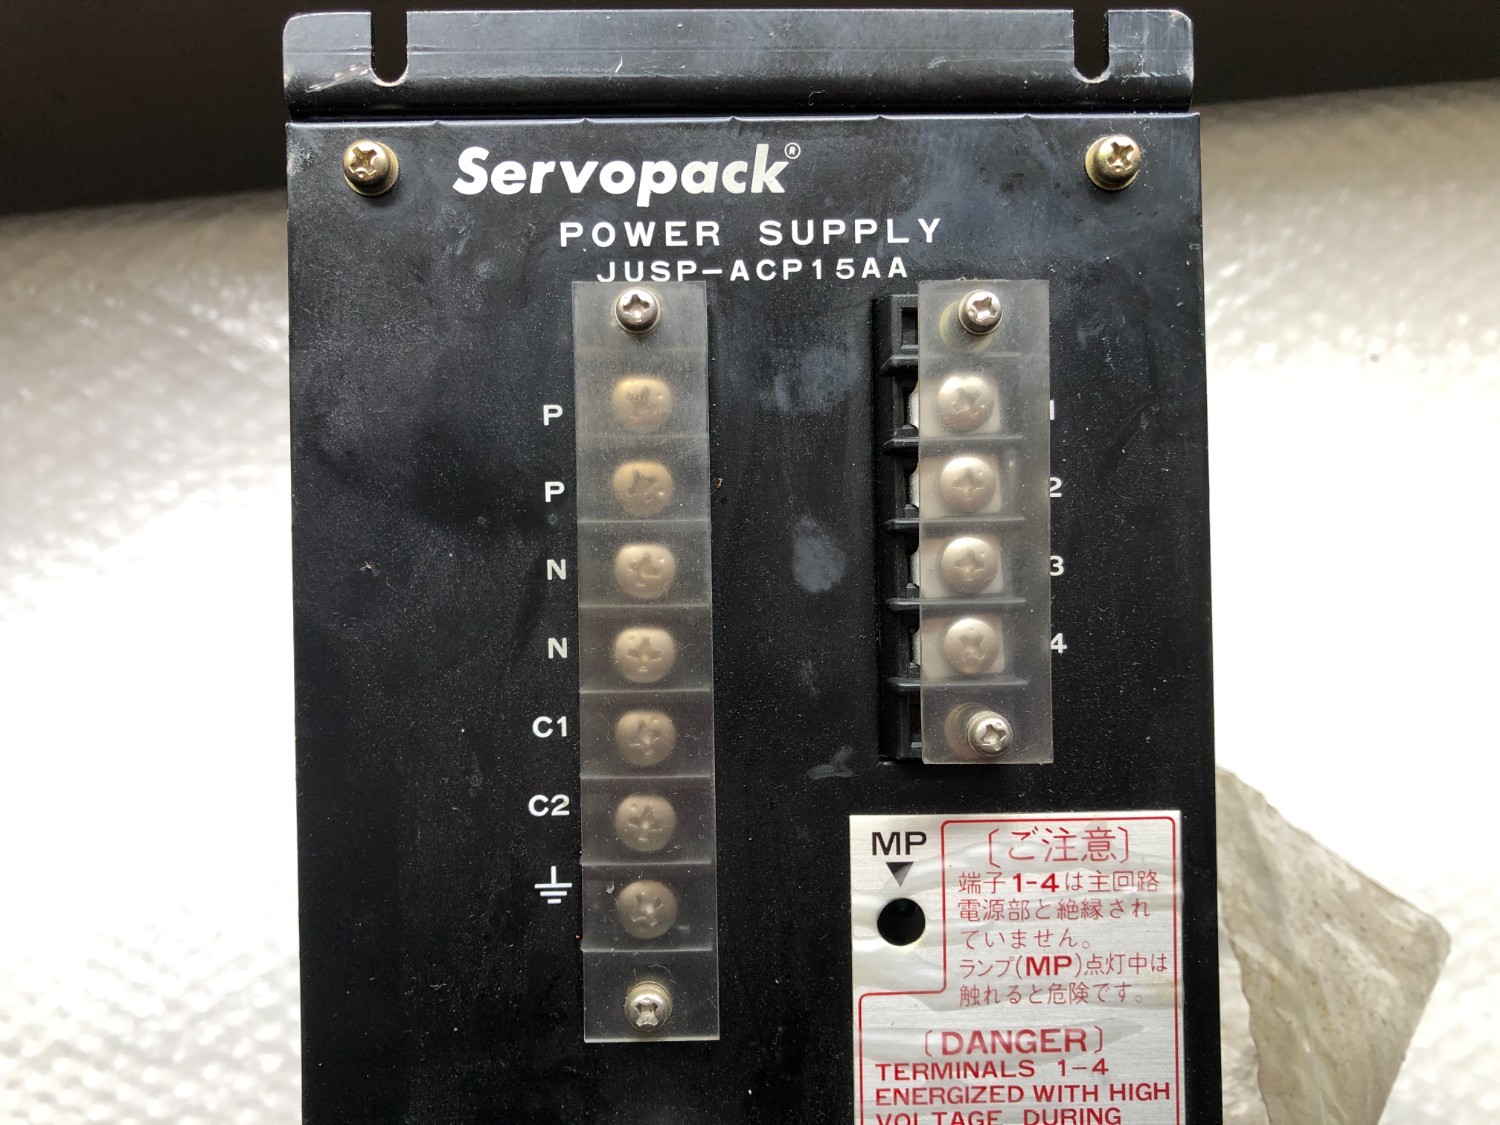 Servopack®
POWER SUPPLY
JUSP-ACP15AA
P
P
N
N
C1
C2
1
2
3
4
MP
〔ご注意〕
端子1-4は主回路
電源部と絶縁され
ていません。
ランプ(MP)点灯中は
触れると危険です。
〔DANGER〕
TERMINALS 1-4
ENERGIZED WITH HIGH
VOLTAGE DURING